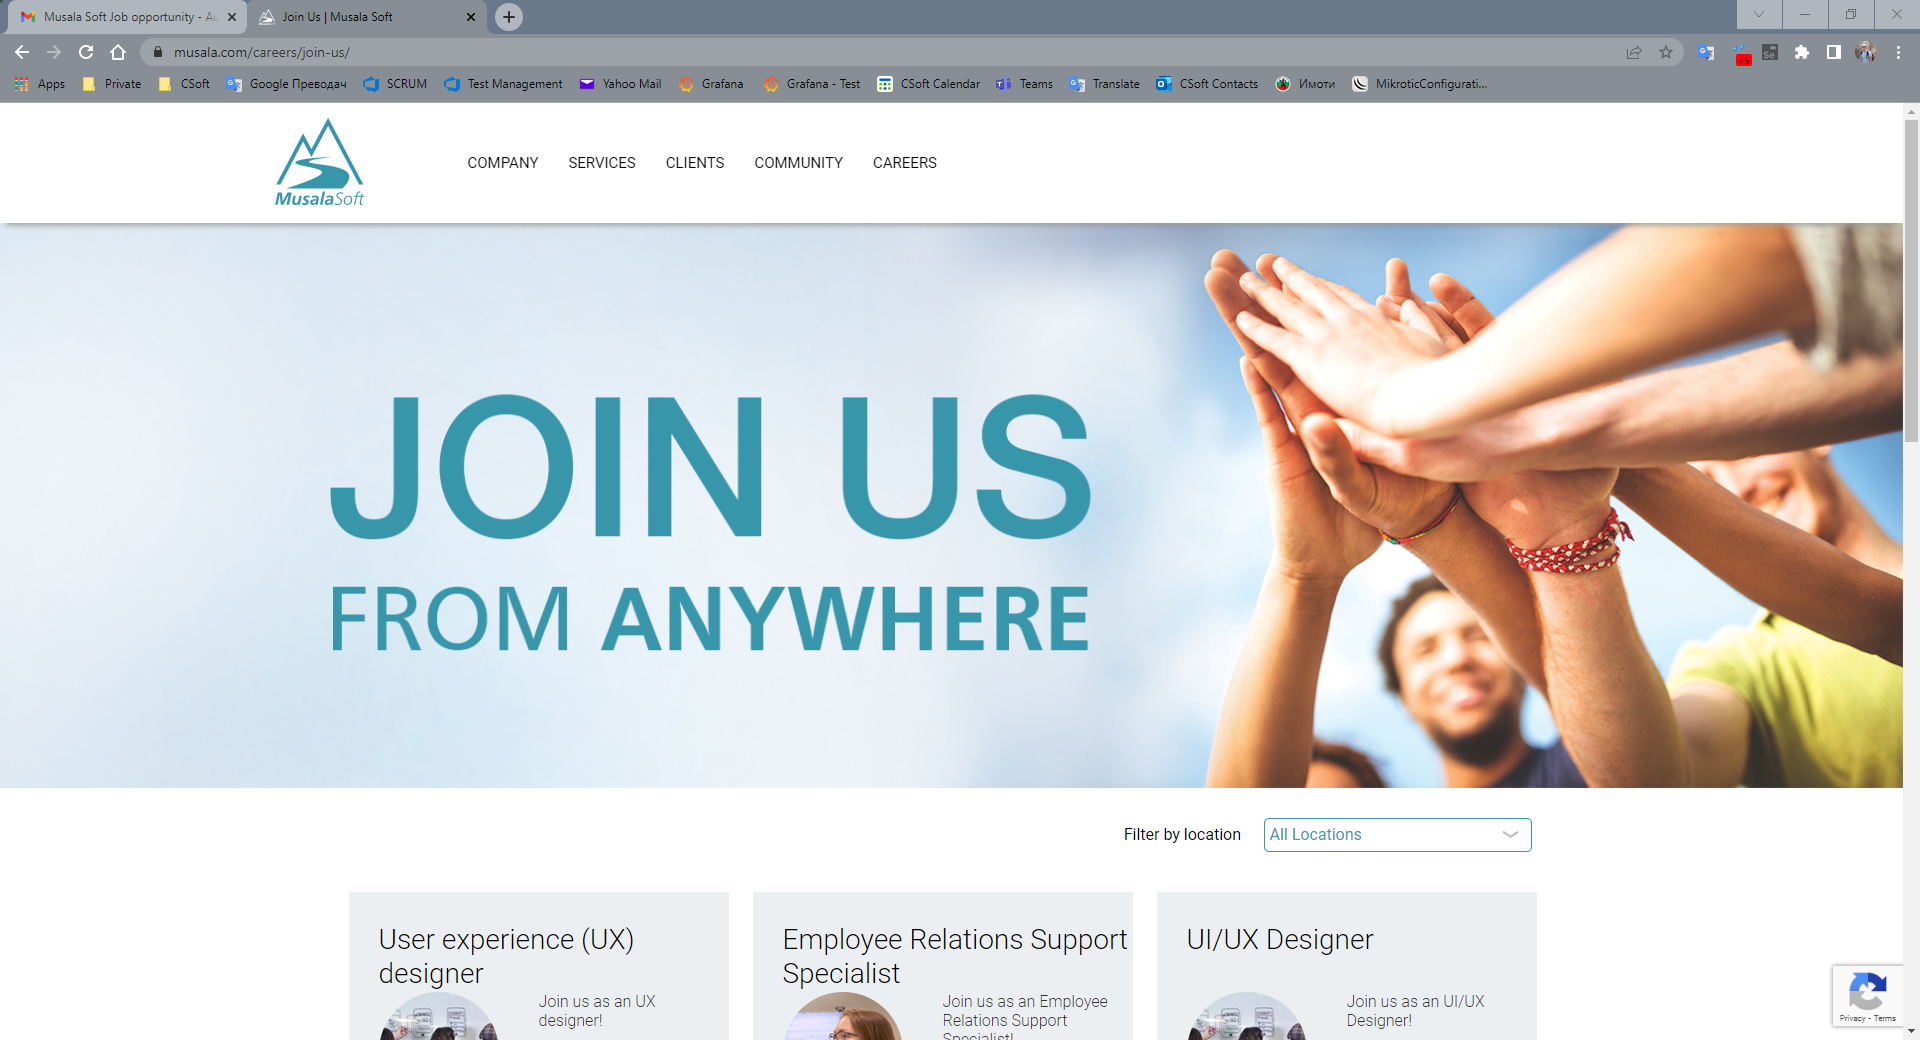 Musala Soft Job opportunity - Au
Join Us | Musala Soft
musala.com/careers/join-us/
Apps
Private
CSoft
Google Преводач
SCRUM
Test Management
Yahoo Mail
Grafana
Grafana - Test
CSoft Calendar
Teams
Translate
CSoft Contacts
Имоти
MikroticConfigurati...
MusalaSoft
COMPANY
SERVICES
CLIENTS
COMMUNITY
CAREERS
JOIN US
FROM ANYWHERE
Filter by location
All Locations
User experience (UX)
designer
Join us as an UX
designer!
Employee Relations Support
Specialist
Join us as an Employee
Relations Support
Specialist!
UI/UX Designer
Join us as an UI/UX
Designer!
Privacy - Terms